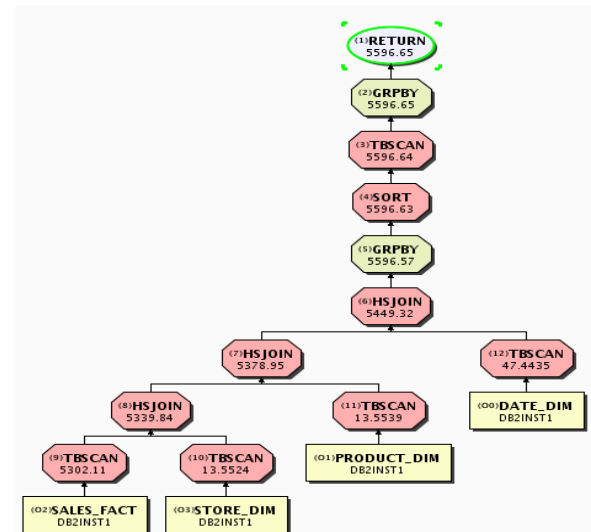 (1)RETURN
5596.65
(2)GRPBY
5596.65
(3)TBSCAN
5596.64
(4)SORT
5596.63
(5)GRPBY
5596.57
(6)HSJOIN
5449.32
(7)HSJOIN
5378.95
(12)TBSCAN
47.4435
(8)HSJOIN
5339.84
(11)TBSCAN
13.5539
(O0)DATE_DIM
DB2INST1
(9)TBSCAN
5302.11
(10)TBSCAN
13.5524
(O1)PRODUCT_DIM
DB2INST1
(O2)SALES_FACT
DB2INST1
(O3)STORE_DIM
DB2INST1